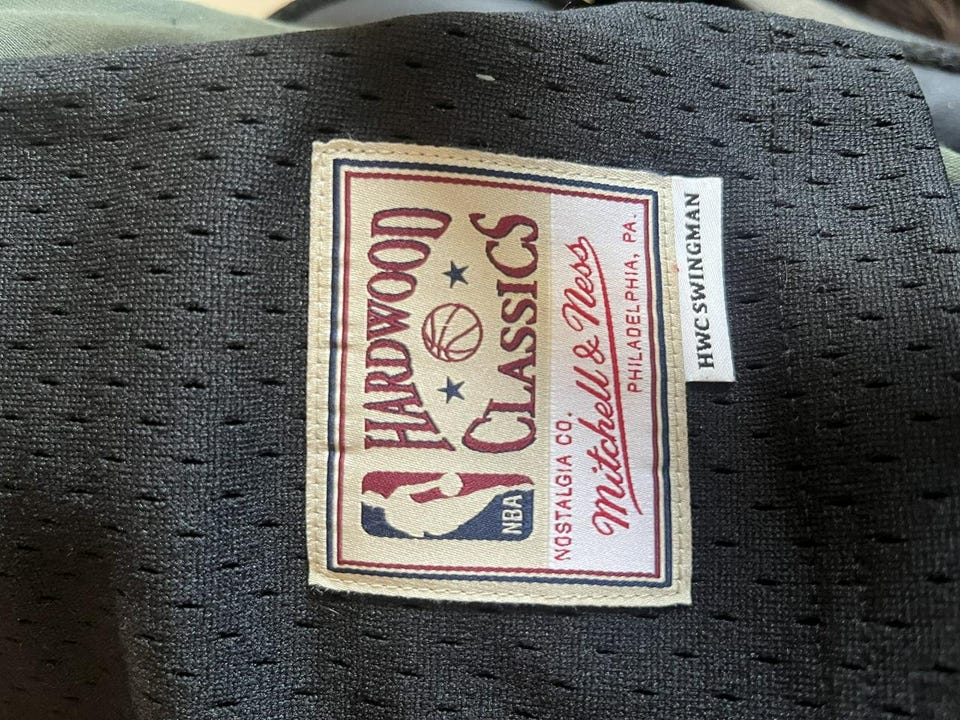 HARDWOOD
CLASSICS
NBA
NOSTALGIA CO.
Mitchell & Ness
PHILADELPHIA, PA.
HWC SWINGMAN